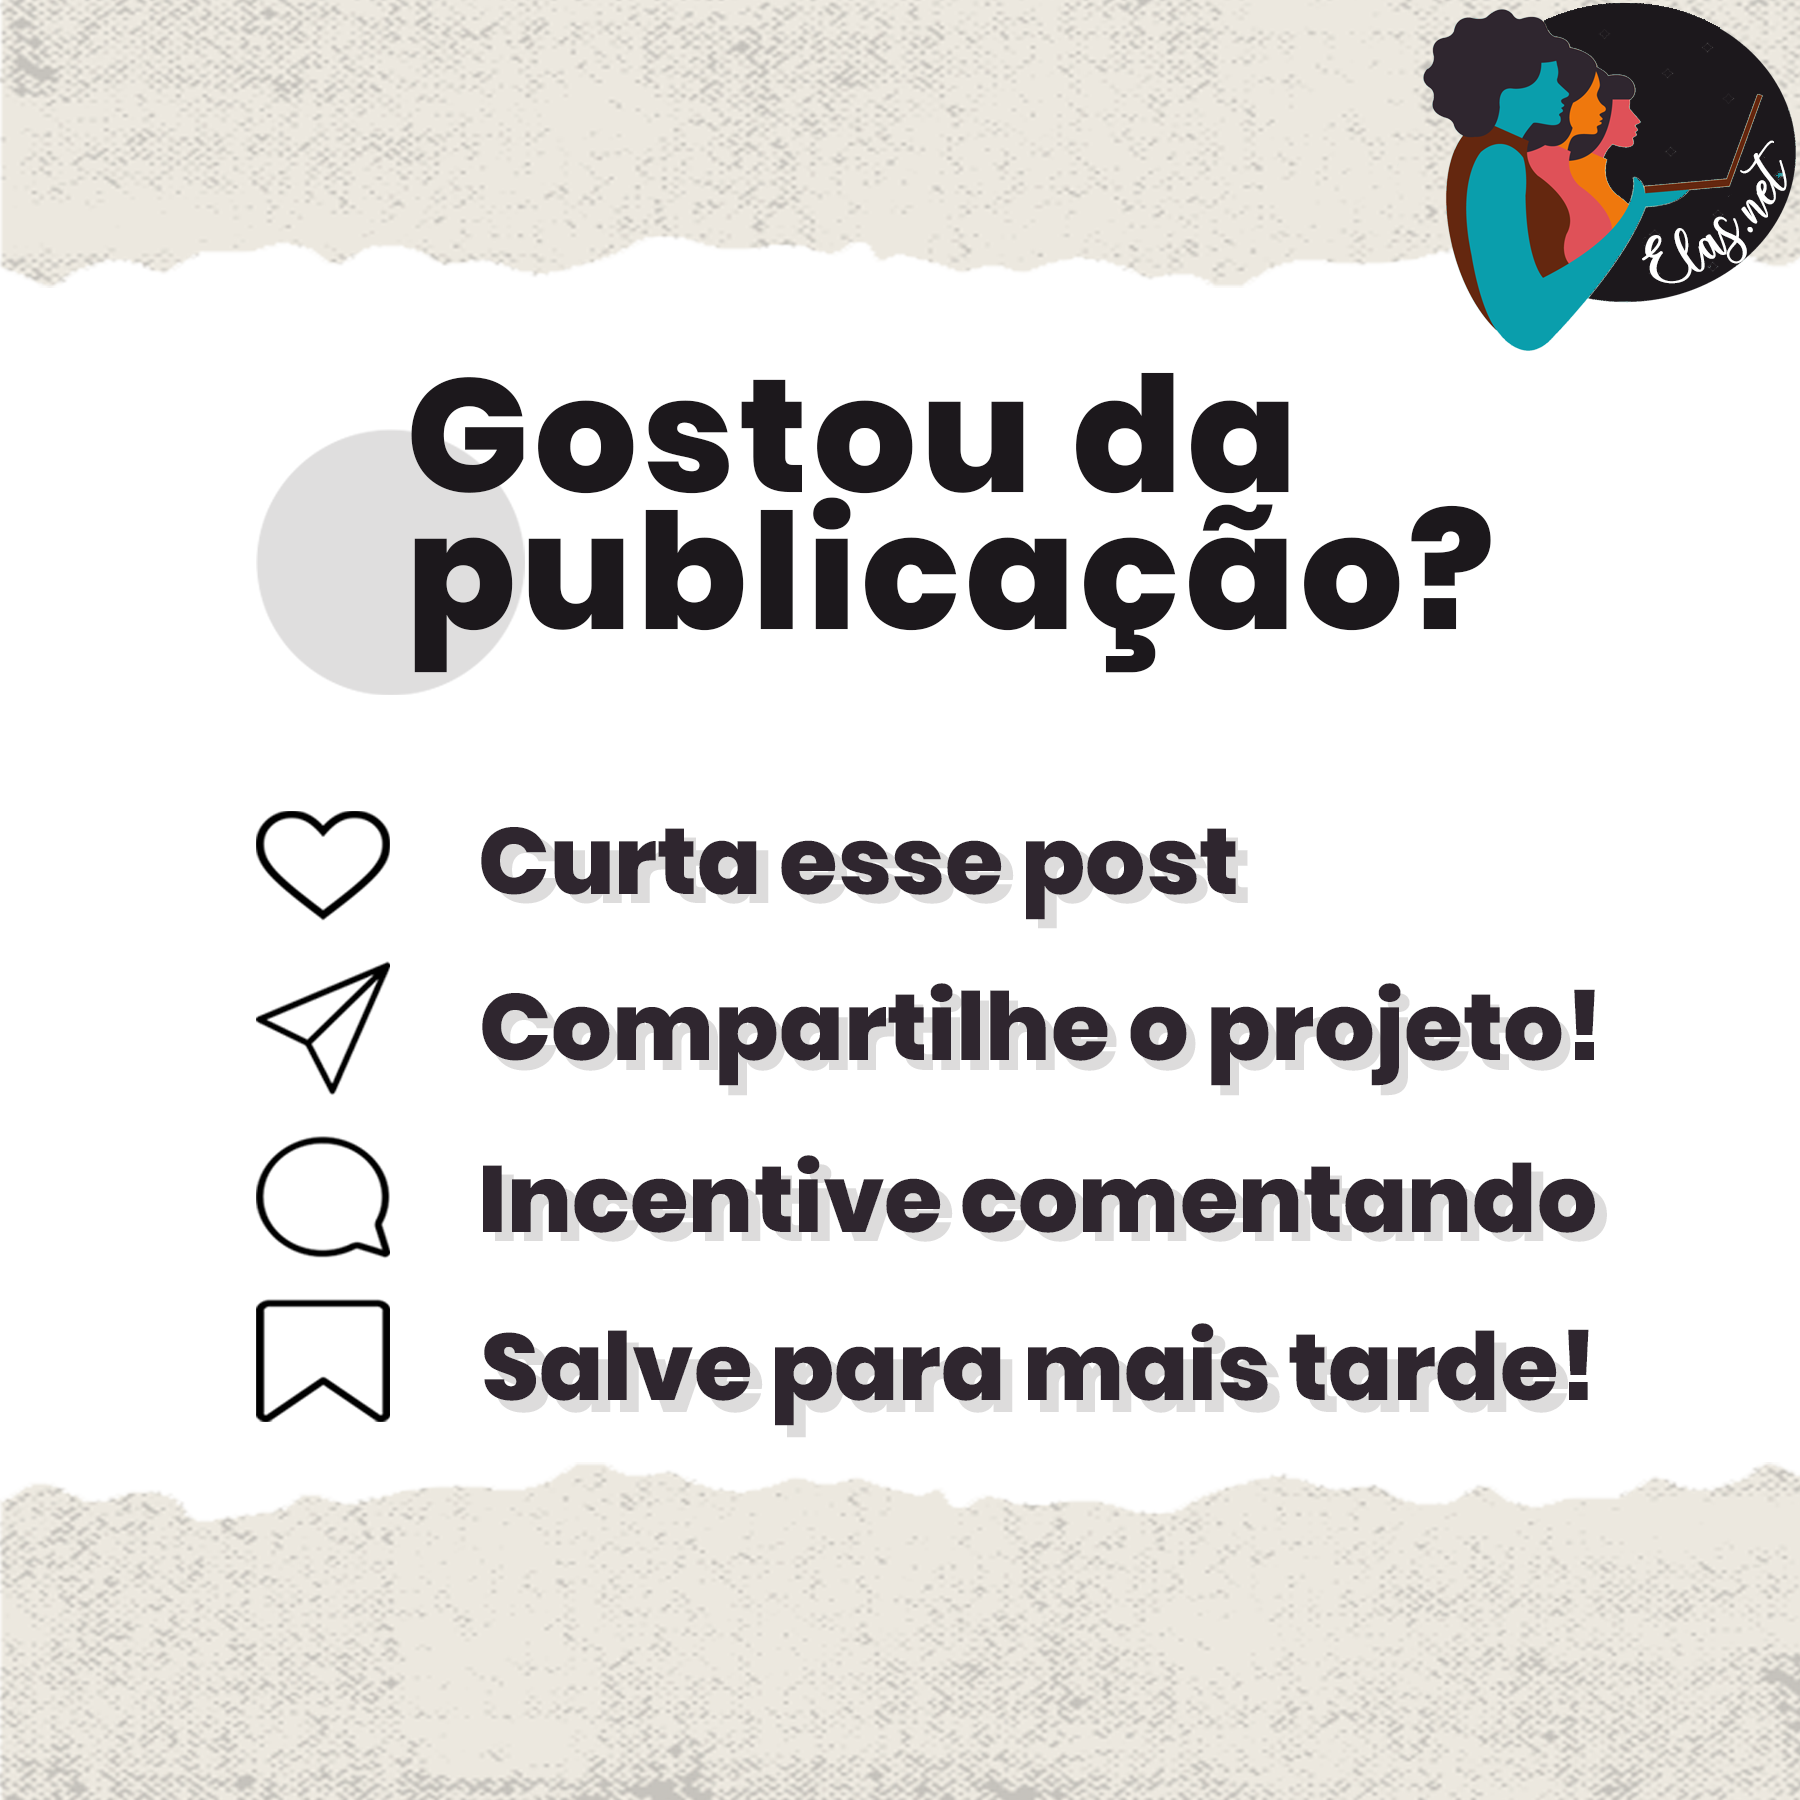 Elas.net
Gostou da
publicação?
Curta esse post
Compartilhe o projeto!
Incentive comentando
Salve para mais tarde!